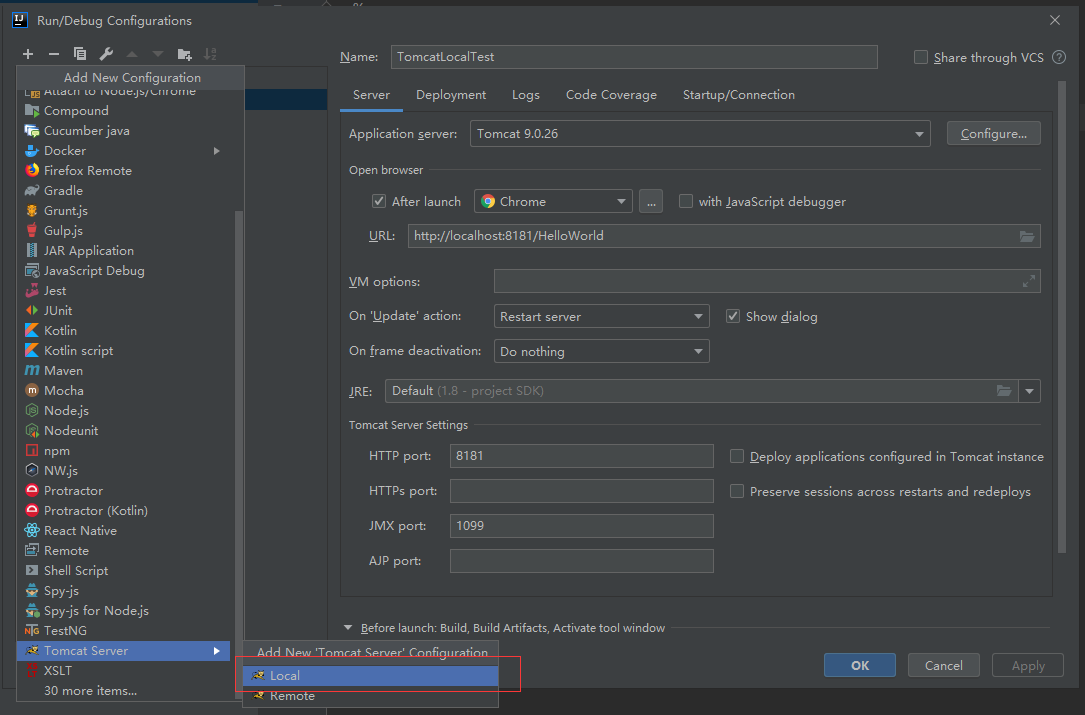 Run/Debug Configurations
Add New Configuration
Attach to Node.js/Chrome
Compound
Cucumber java
Docker
Firefox Remote
Gradle
Grunt.js
Gulp.js
JAR Application
JavaScript Debug
Jest
JUnit
Kotlin
Kotlin script
Maven
Mocha
Node.js
Nodeunit
npm
NW.js
Protractor
Protractor (Kotlin)
React Native
Remote
Shell Script
Spy-js
Spy-js for Node.js
TestNG
Tomcat Server
XSLT
30 more items...
Add New 'Tomcat Server' Configuration
Local
Remote
Name: TomcatLocalTest Share through VCS ?
Server Deployment Logs Code Coverage Startup/Connection
Application server: Tomcat 9.0.26 Configure...
Open browser
After launch Chrome ... with JavaScript debugger
URL: http://localhost:8181/HelloWorld
VM options:
On 'Update' action: Restart server Show dialog
On frame deactivation: Do nothing
JRE: Default (1.8 - project SDK)
Tomcat Server Settings
HTTP port: 8181 Deploy applications configured in Tomcat instance
HTTPs port: Preserve sessions across restarts and redeploys
JMX port: 1099
AJP port:
Before launch: Build, Build Artifacts, Activate tool window
OK Cancel Apply